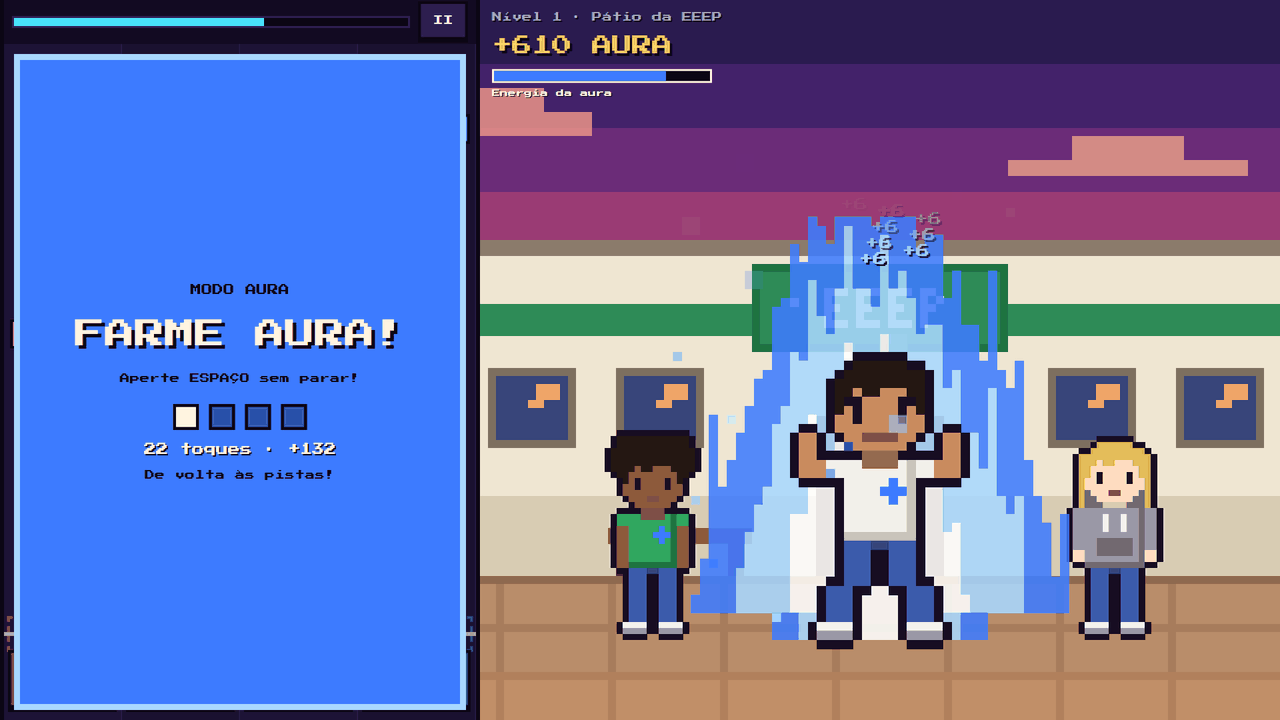 II
MODO AURA
FARME AURA!
Aperte ESPAÇO sem parar!
22 toques · +132
De volta às pistas!
Nível 1 · Pátio da EEEP
+610 AURA
Energia da aura
+6
+6
+6
+6
+6
+6
+6
+6
EEEP